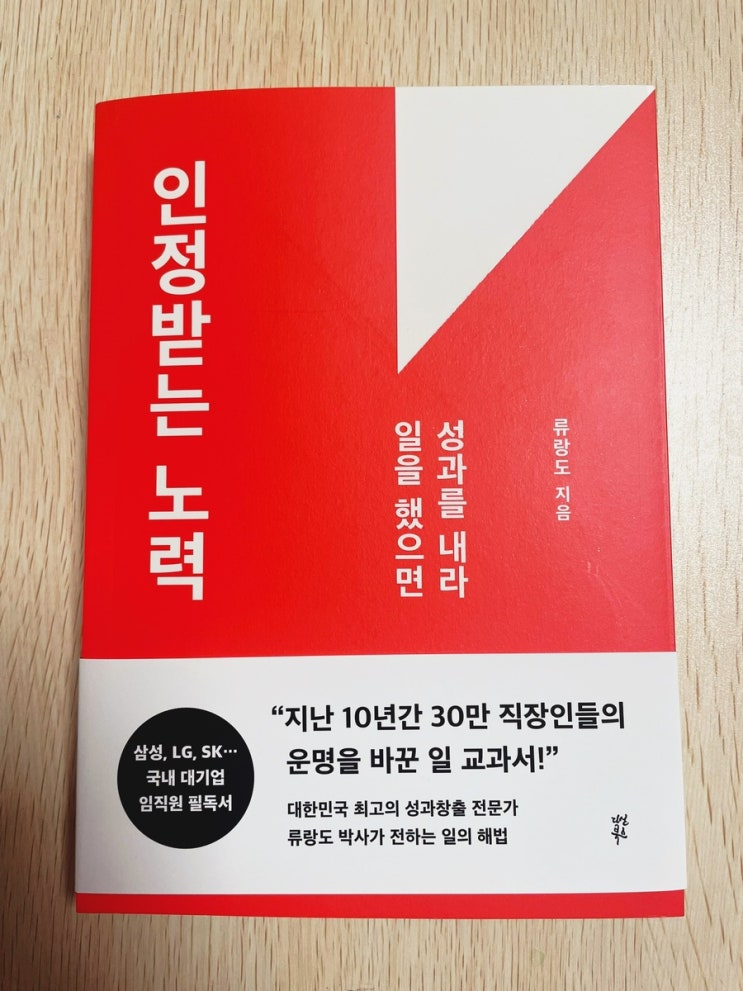 인정받는 노력
일을 했으면
성과를 내라
류랑도 지음
“지난 10년간 30만 직장인들의
운명을 바꾼 일 교과서!”
삼성, LG, SK…
국내 대기업
임직원 필독서
대한민국 최고의 성과창출 전문가
류랑도 박사가 전하는 일의 해법
다산
북스